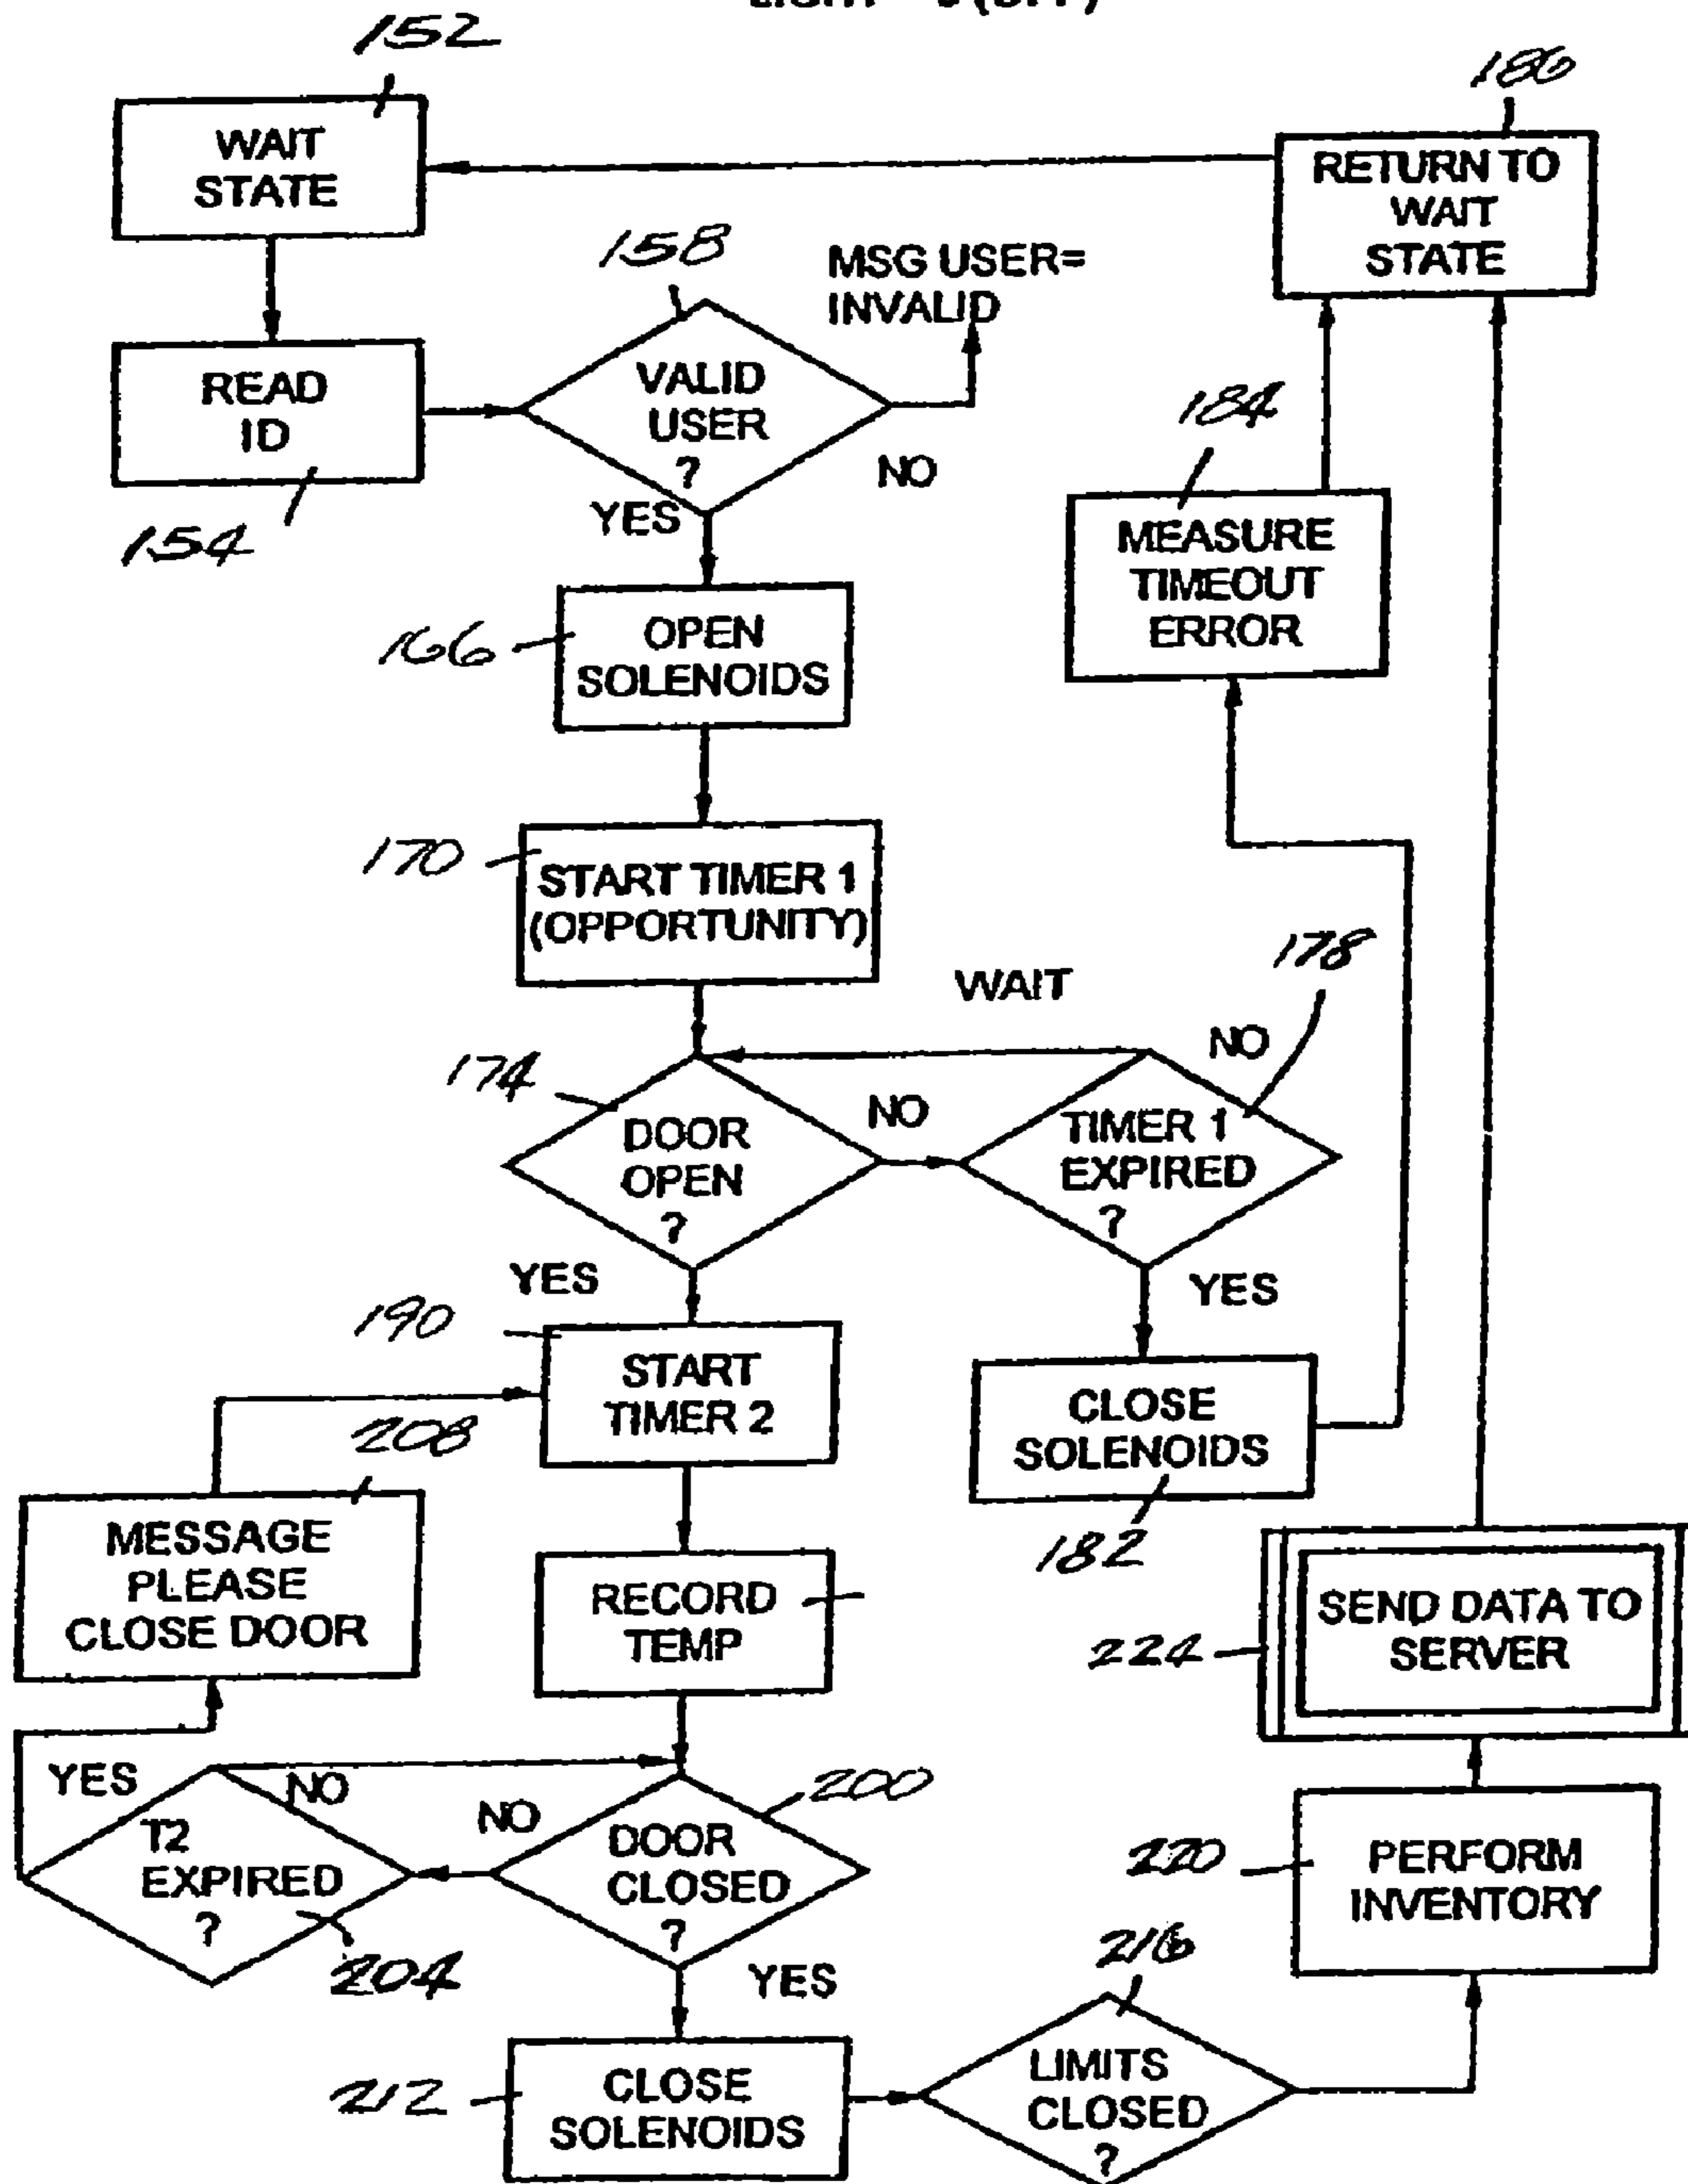 152
186
WAIT
STATE
RETURN TO
WAIT
STATE
158
MSG USER=
INVALID
READ
ID
VALID
USER
?
184
NO
YES
154
MEASURE
TIMEOUT
ERROR
166
OPEN
SOLENOIDS
170
START TIMER 1
(OPPORTUNITY)
178
WAIT
NO
174
NO
DOOR
OPEN
?
TIMER 1
EXPIRED
?
YES
YES
190
START
TIMER 2
CLOSE
SOLENOIDS
208
182
MESSAGE
PLEASE
CLOSE DOOR
RECORD
TEMP
SEND DATA TO
SERVER
224
YES
NO
NO
200
T2
EXPIRED
?
DOOR
CLOSED
?
220
PERFORM
INVENTORY
204
YES
216
212
CLOSE
SOLENOIDS
LIMITS
CLOSED
?